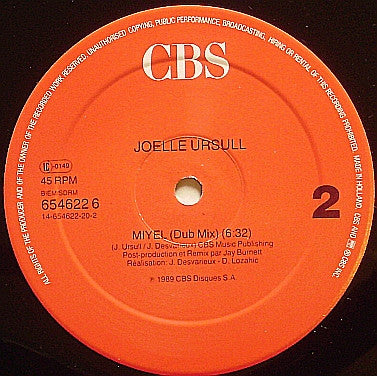 ALL RIGHTS OF THE PRODUCER AND OF THE OWNER OF THE RECORDED WORK RESERVED. UNAUTHORISED COPYING, PUBLIC PERFORMANCE, BROADCASTING, HIRING OR RENTAL OF THIS RECORDING PROHIBITED. MADE IN HOLLAND. CBS AND
CBS
JOELLE URSULL
LC-0149
45 RPM
BIEM SDRM
654622 6
14-654622-20-2
2
MIYEL (Dub Mix) (6:32)
(J. Ursull / J. Desvarieux) CBS Music Publishing
Post-production et Remix par Jay Burnett
Réalisation: J. Desvarieux - D. Lozahic
℗ 1989 CBS Disques S.A.